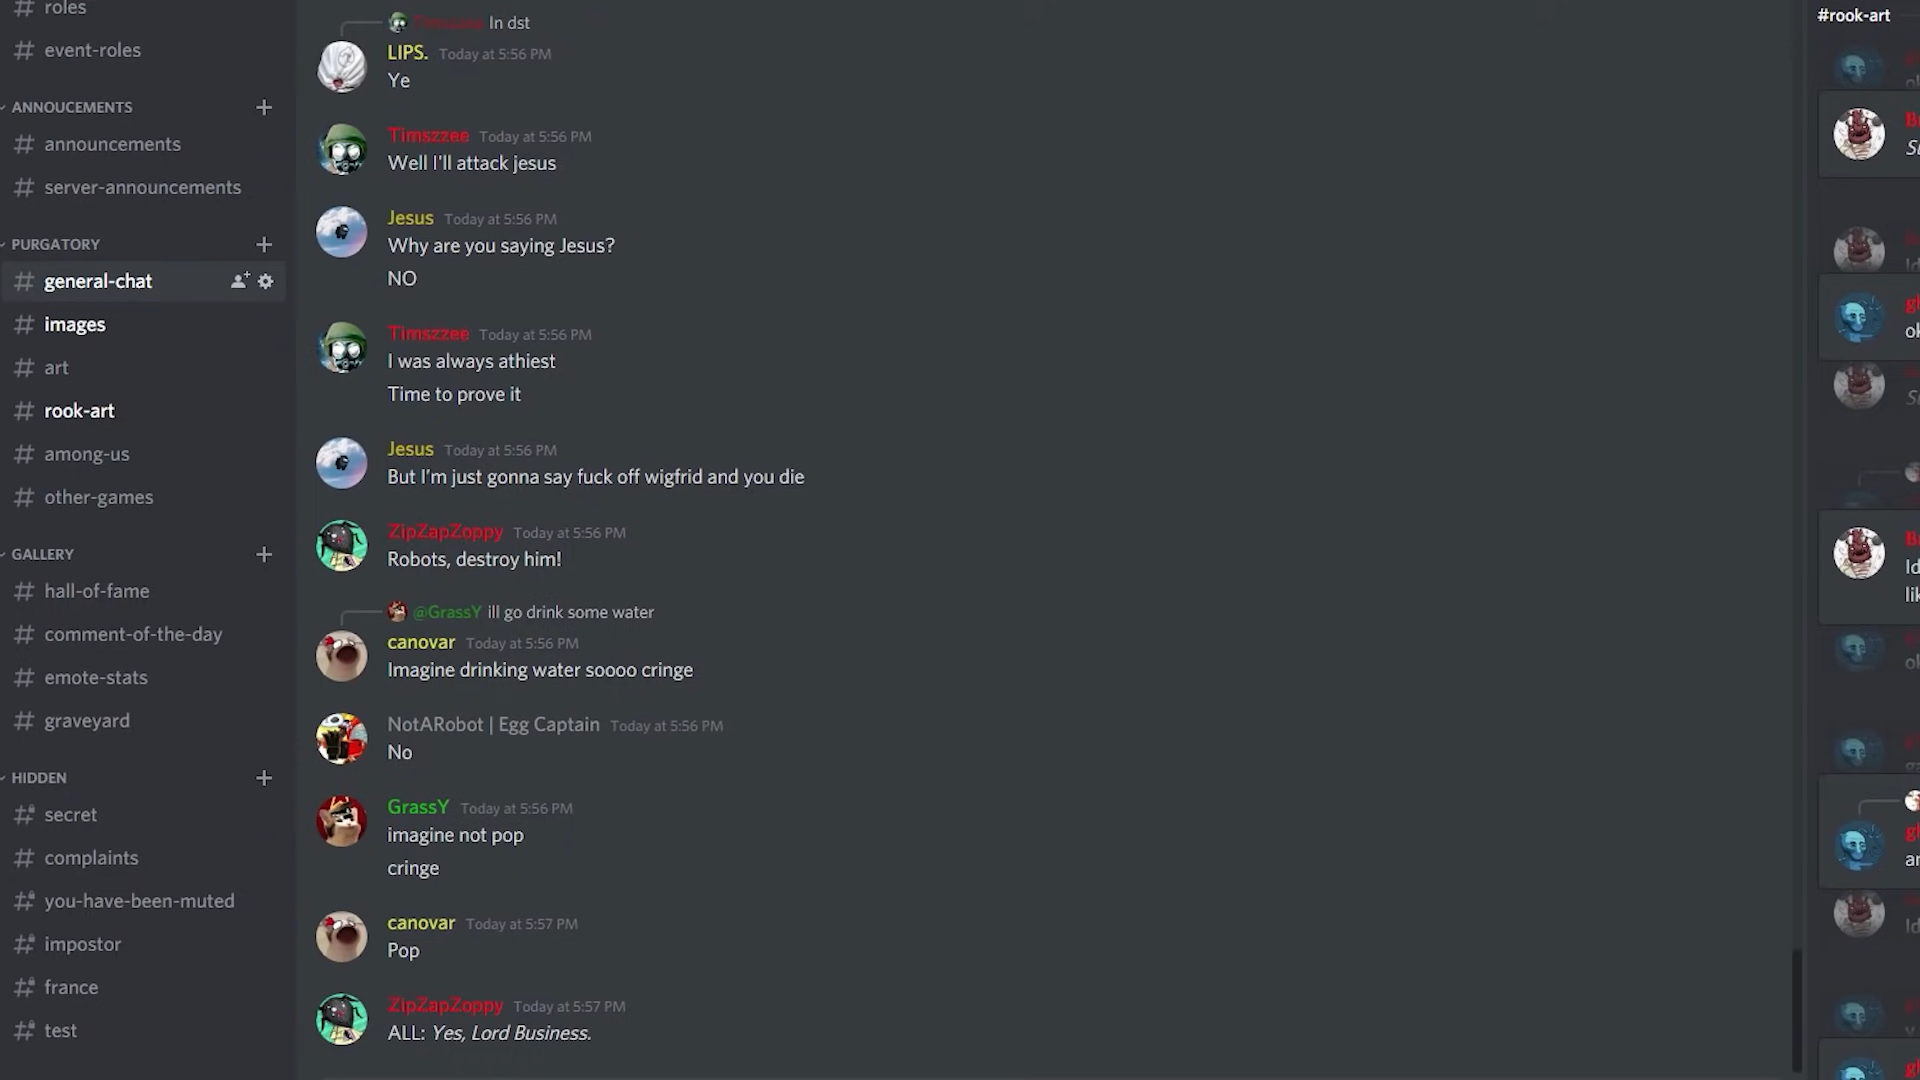 roles
event-roles
ANNOUCEMENTS
announcements
server-announcements
PURGATORY
general-chat
images
art
rook-art
among-us
other-games
GALLERY
hall-of-fame
comment-of-the-day
emote-stats
graveyard
HIDDEN
secret
complaints
you-have-been-muted
impostor
france
test
Timszzee In dst
LIPS. Today at 5:56 PM
Ye
Timszzee Today at 5:56 PM
Well I'll attack jesus
Jesus Today at 5:56 PM
Why are you saying Jesus?
NO
Timszzee Today at 5:56 PM
I was always athiest
Time to prove it
Jesus Today at 5:56 PM
But I'm just gonna say fuck off wigfrid and you die
ZipZapZoppy Today at 5:56 PM
Robots, destroy him!
@GrassY ill go drink some water
canovar Today at 5:56 PM
Imagine drinking water soooo cringe
NotARobot | Egg Captain Today at 5:56 PM
No
GrassY Today at 5:56 PM
imagine not pop
cringe
canovar Today at 5:57 PM
Pop
ZipZapZoppy Today at 5:57 PM
ALL: Yes, Lord Business.
#rook-art